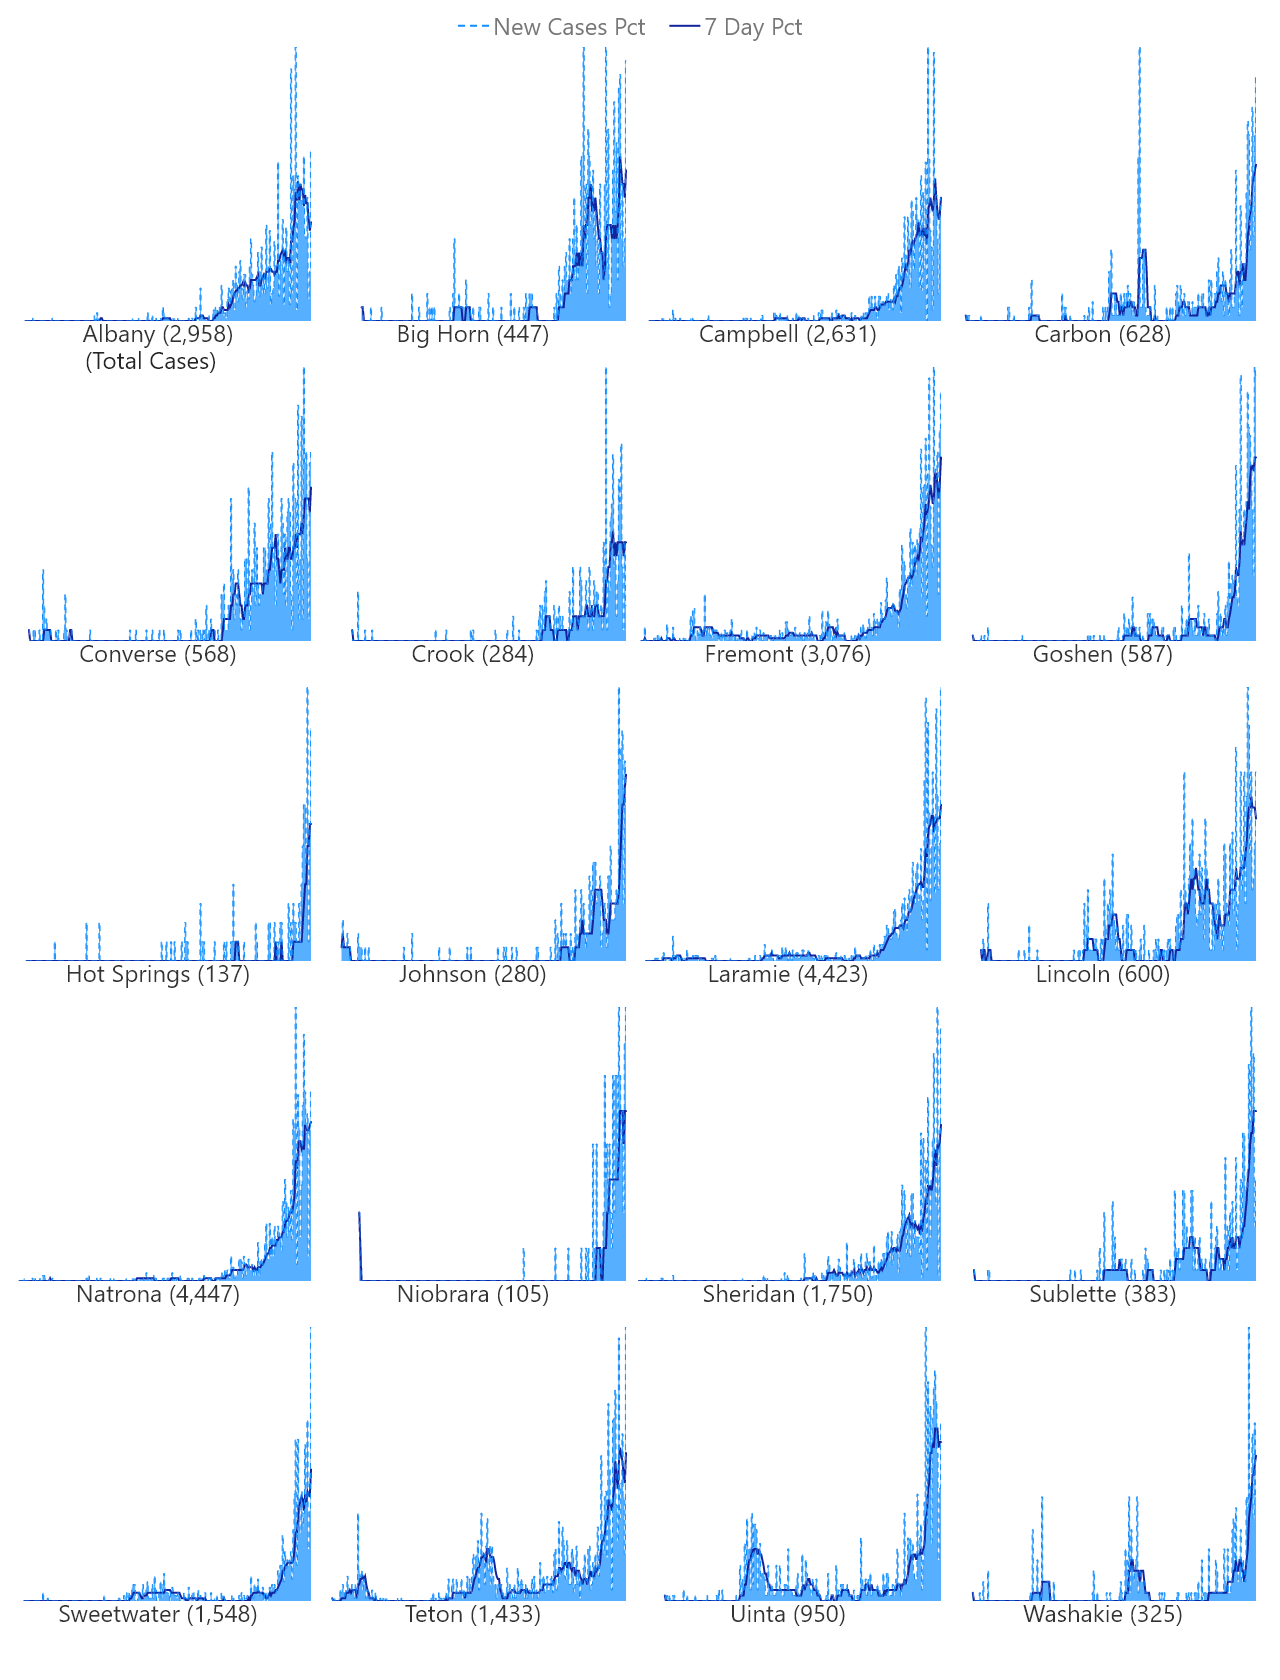 New Cases Pct 7 Day Pct
Albany (2,958) Big Horn (447) Campbell (2,631) Carbon (628)
(Total Cases)
Converse (568) Crook (284) Fremont (3,076) Goshen (587)
Hot Springs (137) Johnson (280) Laramie (4,423) Lincoln (600)
Natrona (4,447) Niobrara (105) Sheridan (1,750) Sublette (383)
Sweetwater (1,548) Teton (1,433) Uinta (950) Washakie (325)